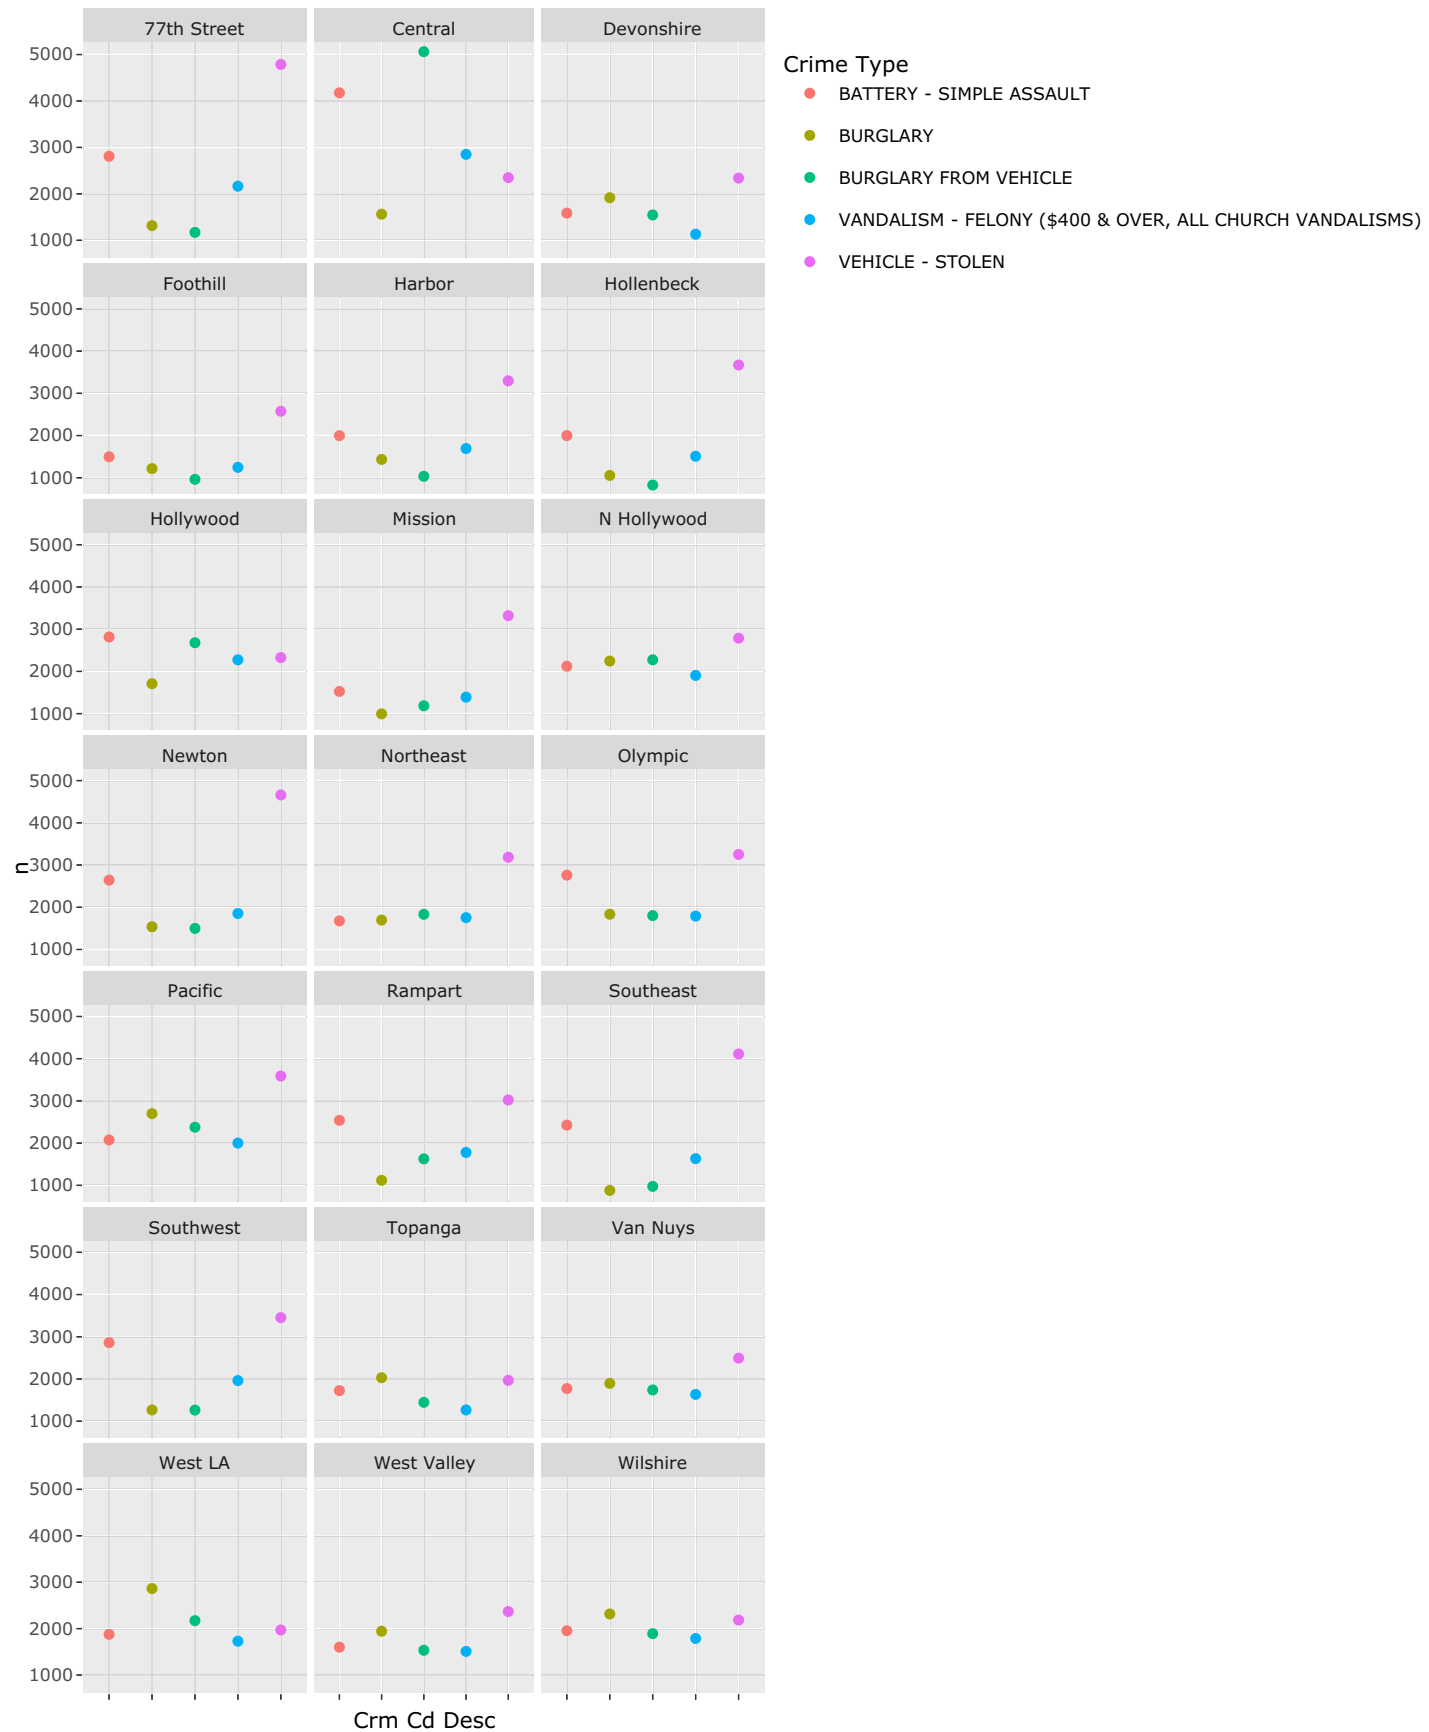 77th Street Central Devonshire
5000
4000
3000
2000
1000
Crime Type
BATTERY - SIMPLE ASSAULT
BURGLARY
BURGLARY FROM VEHICLE
VANDALISM - FELONY ($400 & OVER, ALL CHURCH VANDALISMS)
VEHICLE - STOLEN
Foothill Harbor Hollenbeck
5000
4000
3000
2000
1000
Hollywood Mission N Hollywood
5000
4000
3000
2000
1000
Newton Northeast Olympic
5000
4000
3000
2000
1000
n
Pacific Rampart Southeast
5000
4000
3000
2000
1000
Southwest Topanga Van Nuys
5000
4000
3000
2000
1000
West LA West Valley Wilshire
5000
4000
3000
2000
1000
Crm Cd Desc